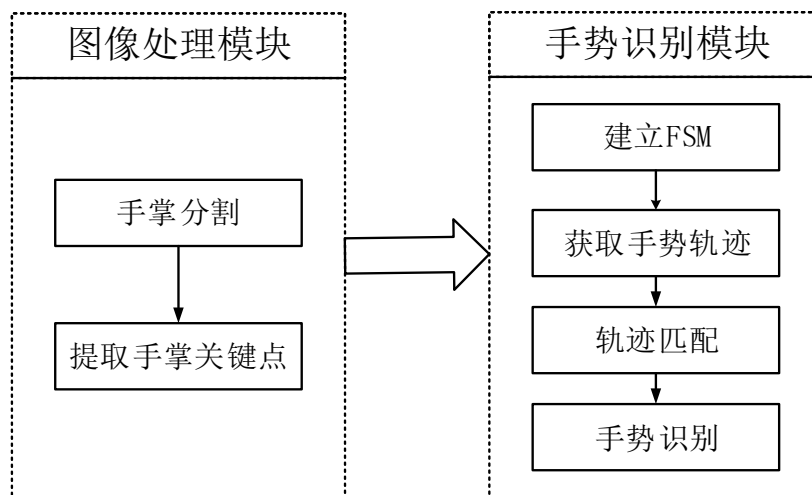 图像处理模块
手掌分割
提取手掌关键点
手势识别模块
建立FSM
获取手势轨迹
轨迹匹配
手势识别